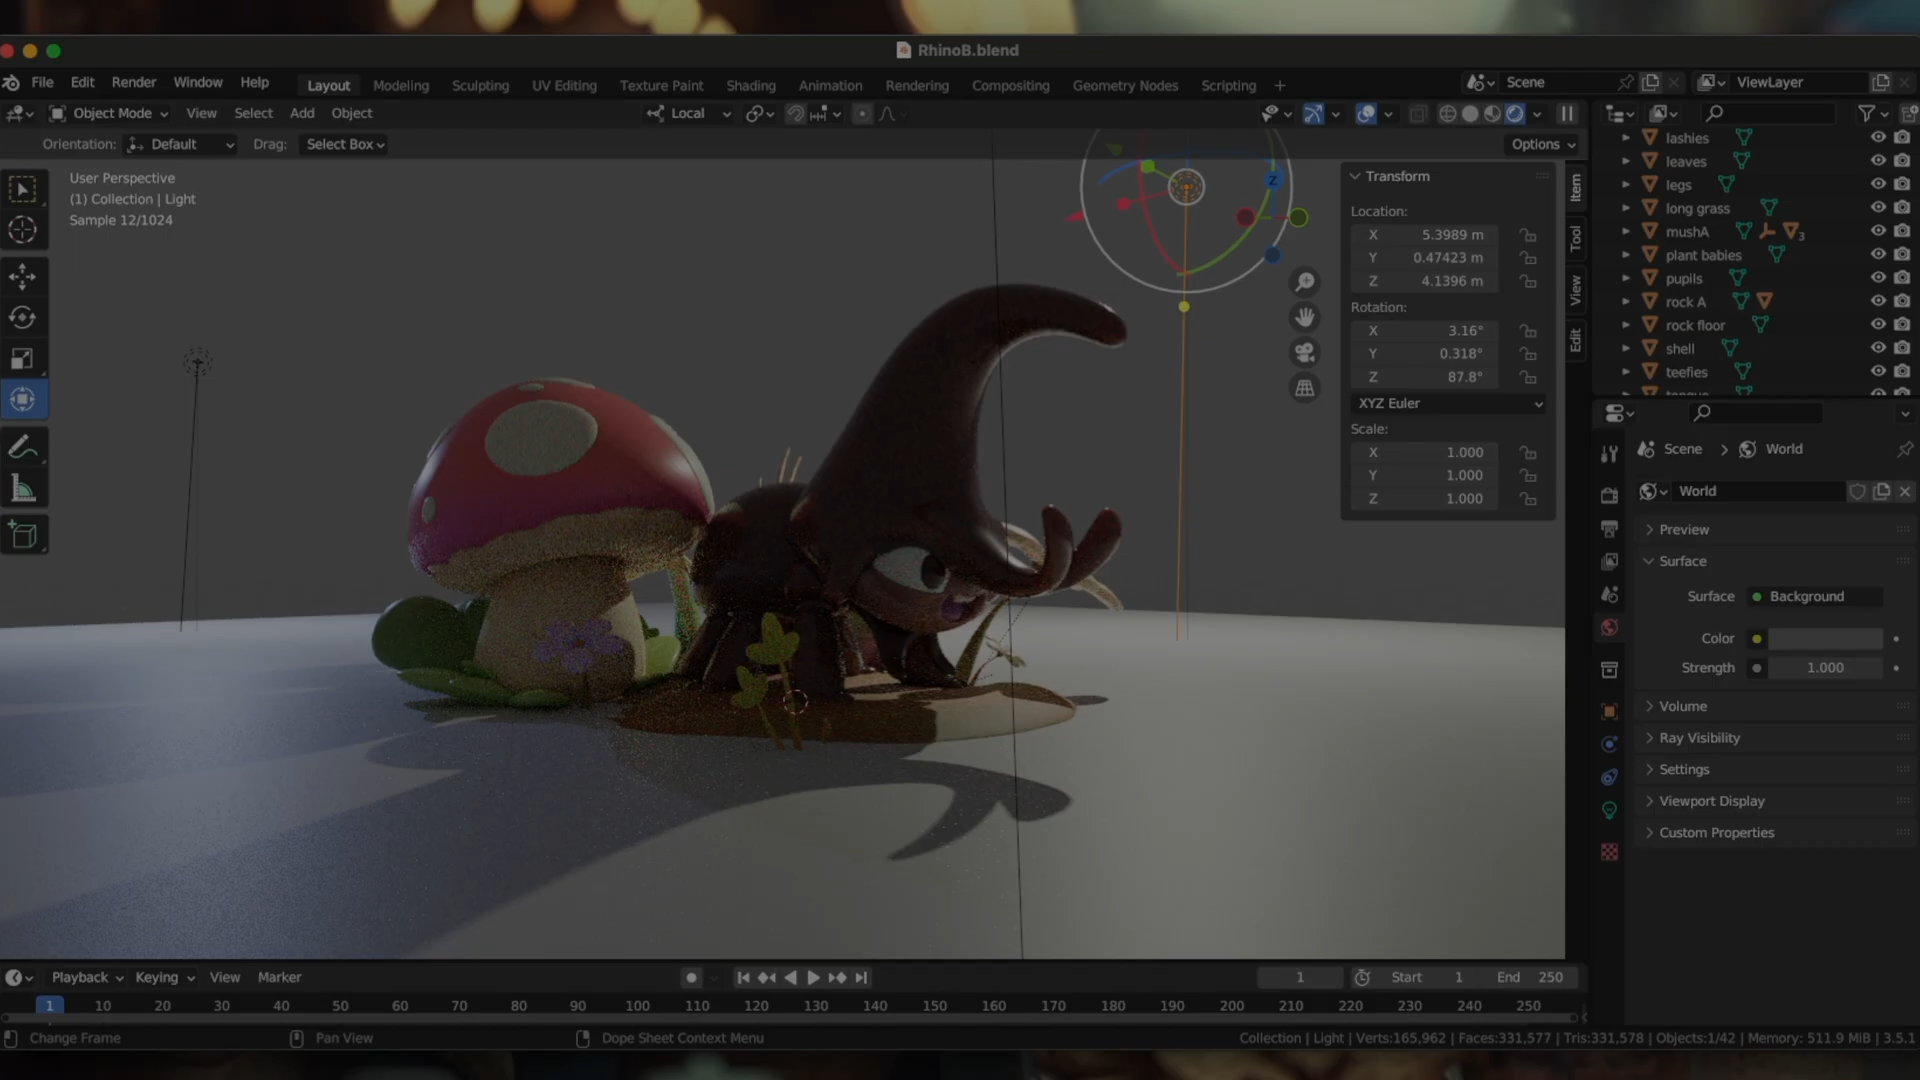 RhinoB.blend
File Edit Render Window Help Layout Modeling Sculpting UV Editing Texture Paint Shading Animation Rendering Compositing Geometry Nodes Scripting + Scene ViewLayer
Object Mode View Select Add Object Local
Orientation: Default Drag: Select Box Options
User Perspective
(1) Collection | Light
Sample 12/1024
Z
Transform
Location:
X 5.3989 m
Y 0.47423 m
Z 4.1396 m
Rotation:
X 3.16°
Y 0.318°
Z 87.8°
XYZ Euler
Scale:
X 1.000
Y 1.000
Z 1.000
Item
Tool
View
Edit
lashies
leaves
legs
long grass
mushA 3
plant babies
pupils
rock A
rock floor
shell
teefies
Scene > World
World
Preview
Surface
Surface Background
Color
Strength 1.000
Volume
Ray Visibility
Settings
Viewport Display
Custom Properties
Playback Keying View Marker 1 Start 1 End 250
1 10 20 30 40 50 60 70 80 90 100 110 120 130 140 150 160 170 180 190 200 210 220 230 240 250
Change Frame Pan View Dope Sheet Context Menu Collection | Light | Verts:165,962 | Faces:331,577 | Tris:331,578 | Objects:1/42 | Memory: 511.9 MiB | 3.5.1